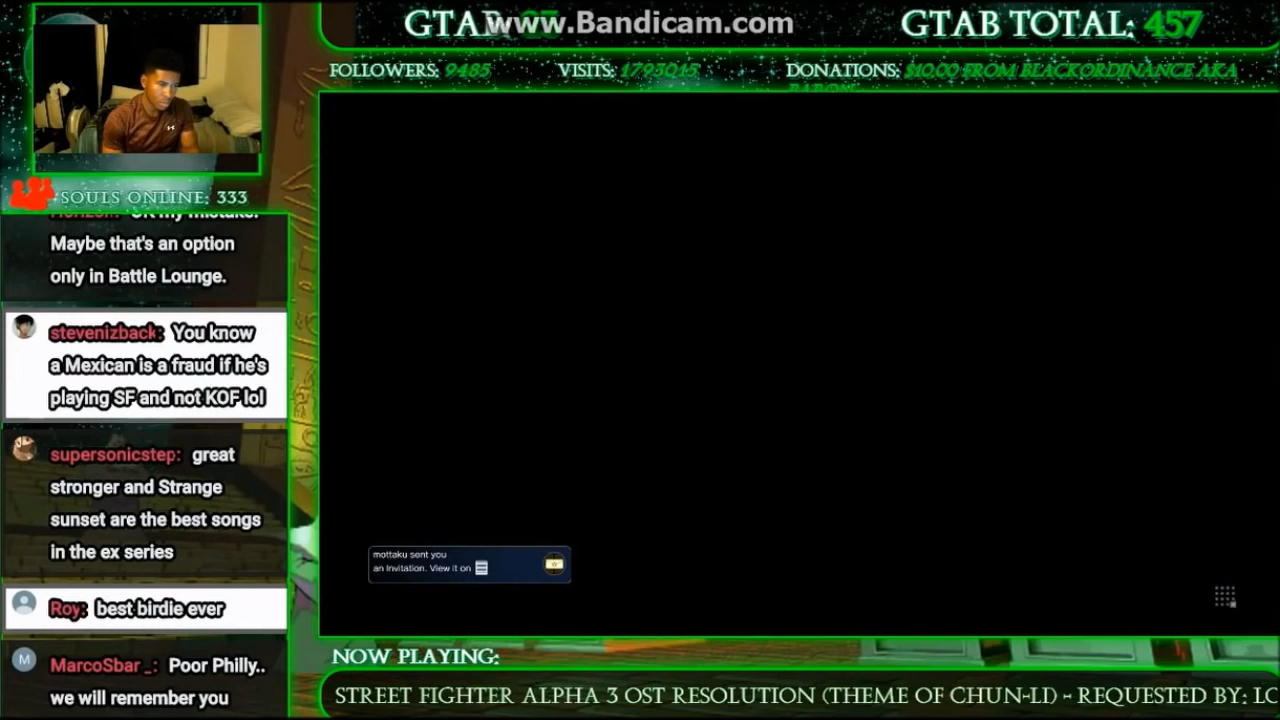 www.Bandicam.com
GTAB TOTAL: 457
FOLLOWERS: 9485 VISITS: 1793015 DONATIONS: $10.00 FROM BLACKORDINANCE AKA
SOULS ONLINE: 333
Maybe that's an option
only in Battle Lounge.
stevenizback: You know
a Mexican is a fraud if he's
playing SF and not KOF lol
supersonicstep: great
stronger and Strange
sunset are the best songs
in the ex series
Roy: best birdie ever
M
MarcoSbar_: Poor Philly..
we will remember you
mottaku sent you
an Invitation. View it on
NOW PLAYING:
STREET FIGHTER ALPHA 3 OST RESOLUTION (THEME OF CHUN-LI) - REQUESTED BY: LO